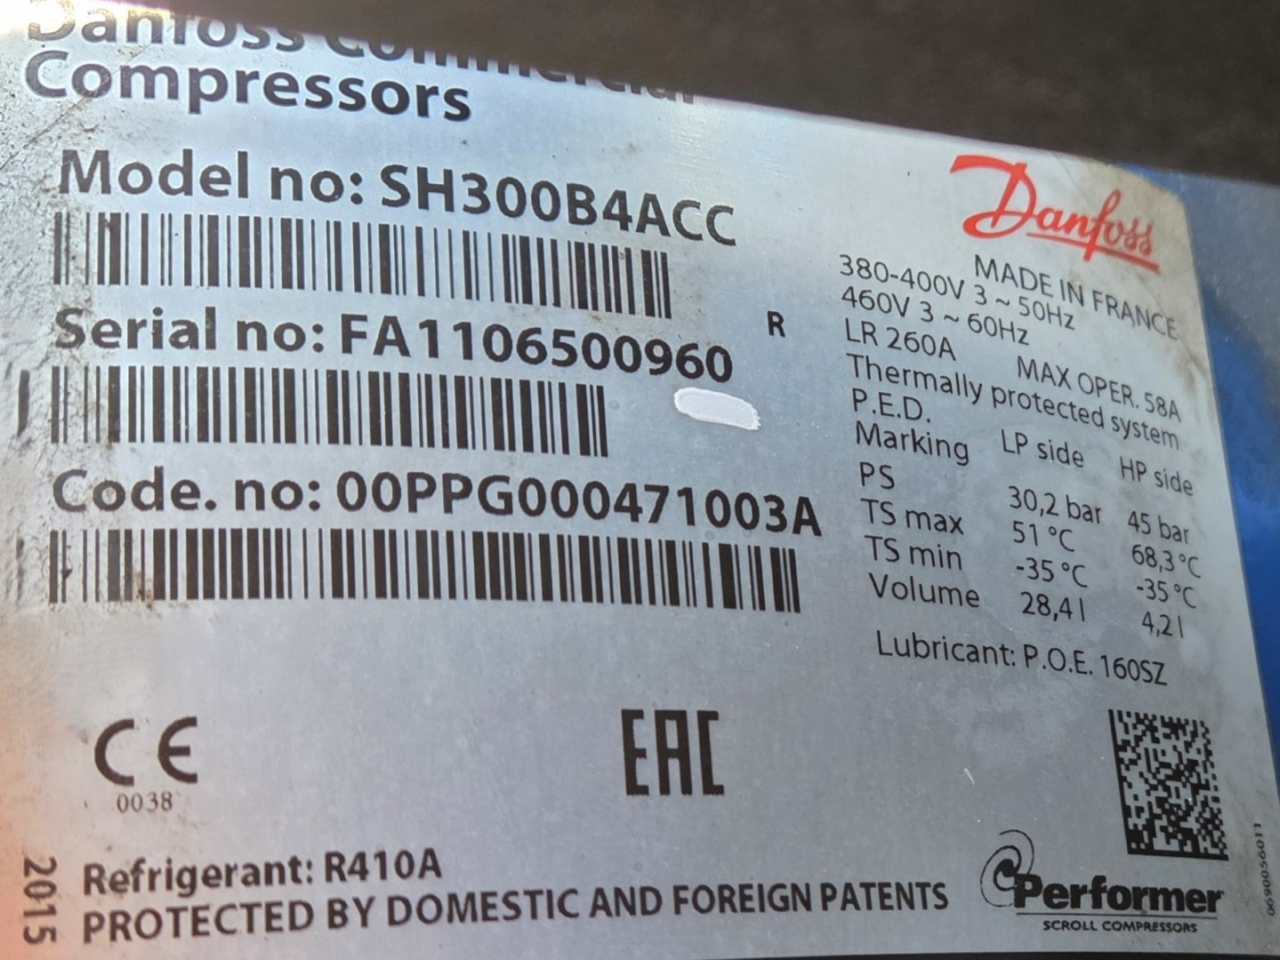 Danfoss Commercial
Compressors
Model no: SH300B4ACC
Serial no: FA1106500960
Code. no: 00PPG000471003A
R
Danfoss
MADE IN FRANCE
380-400V 3 ~ 50Hz
460V 3 ~ 60Hz
LR 260A MAX OPER. 58A
Thermally protected system
P.E.D.
Marking LP side HP side
PS 30,2 bar 45 bar
TS max 51 °C 68,3 °C
TS min -35 °C -35 °C
Volume 28,4 l 4,2 l
Lubricant: P.O.E. 160SZ
CE
0038
EAC
2015
Refrigerant: R410A
PROTECTED BY DOMESTIC AND FOREIGN PATENTS
Performer
SCROLL COMPRESSORS